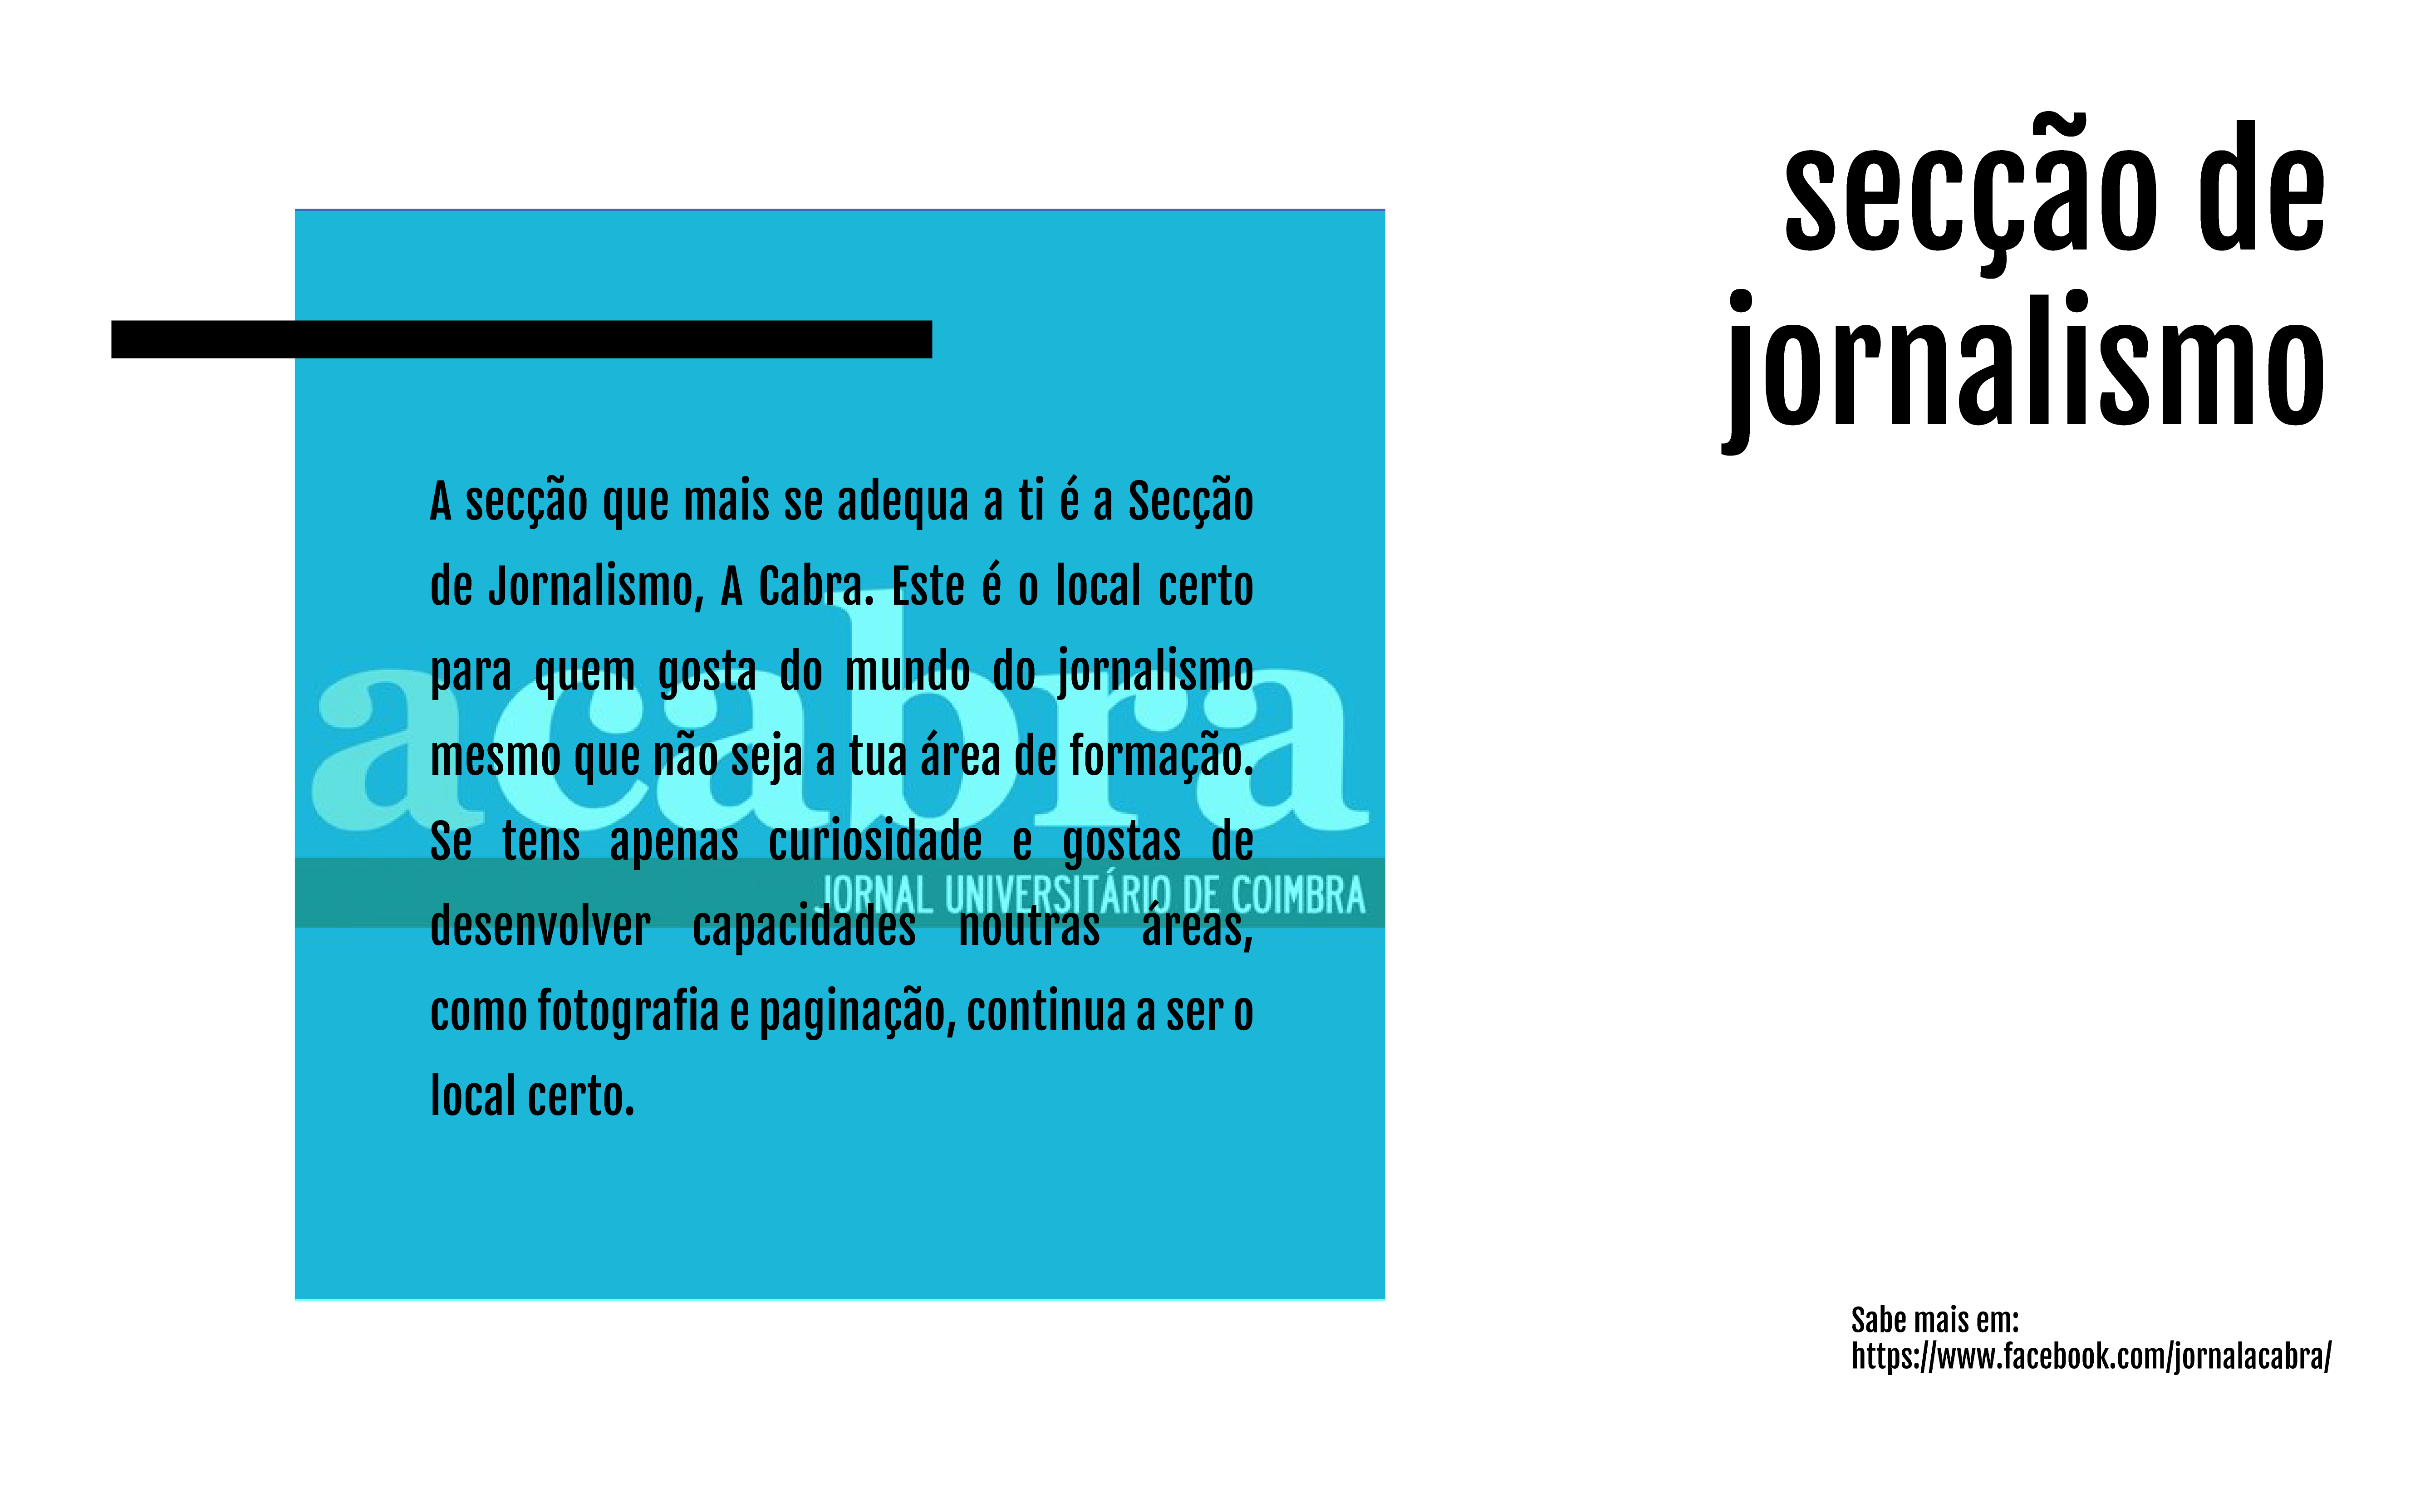 secção de
jornalismo
A secção que mais se adequa a ti é a Secção
de Jornalismo, A Cabra. Este é o local certo
para quem gosta do mundo do jornalismo
mesmo que não seja a tua área de formação.
Se tens apenas curiosidade e gostas de
desenvolver capacidades noutras áreas,
como fotografia e paginação, continua a ser o
local certo.
acabra
JORNAL UNIVERSITÁRIO DE COIMBRA
Sabe mais em:
https://www.facebook.com/jornalacabra/